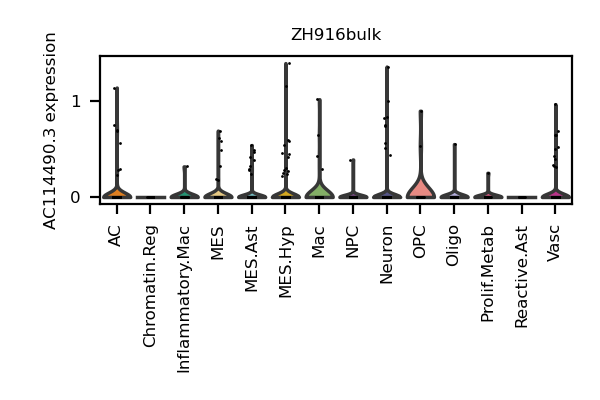 ZH916bulk
AC114490.3 expression
1
0
AC
Chromatin.Reg
Inflammatory.Mac
MES
MES.Ast
MES.Hyp
Mac
NPC
Neuron
OPC
Oligo
Prolif.Metab
Reactive.Ast
Vasc